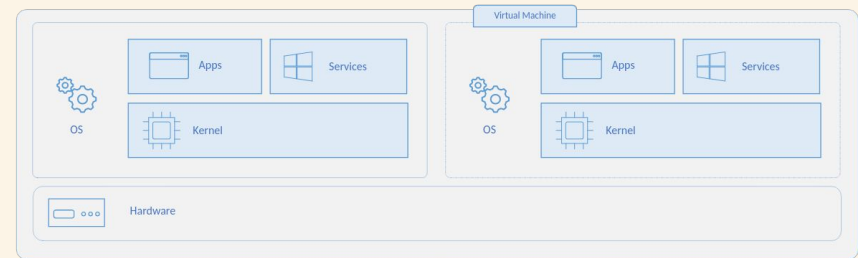 Virtual Machine
Apps
Services
OS
Kernel
Apps
Services
OS
Kernel
Hardware